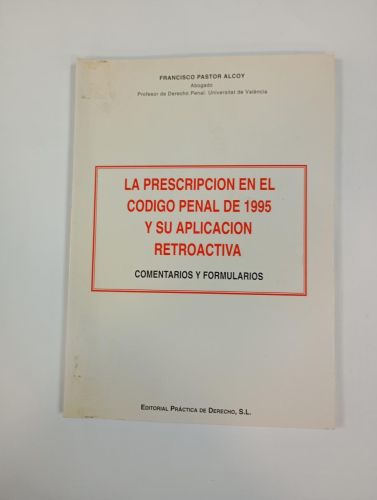 FRANCISCO PASTOR ALCOY
Abogado
Profesor de Derecho Penal. Universitat de València
LA PRESCRIPCION EN EL
CODIGO PENAL DE 1995
Y SU APLICACION
RETROACTIVA
COMENTARIOS Y FORMULARIOS
EDITORIAL PRÁCTICA DE DERECHO, S.L.